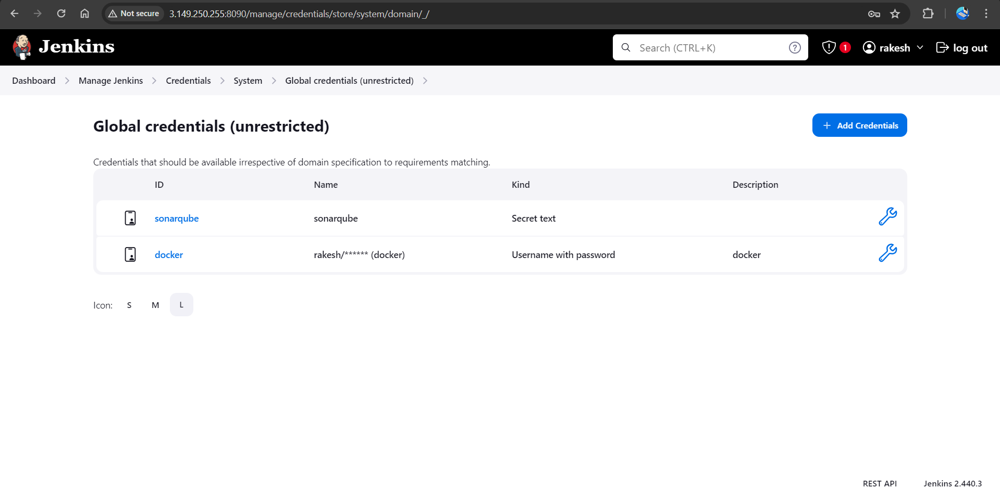 Not secure 3.149.250.255:8090/manage/credentials/store/system/domain/_/
Jenkins Search (CTRL+K) ? 1 rakesh log out
Dashboard Manage Jenkins Credentials System Global credentials (unrestricted)
Global credentials (unrestricted) + Add Credentials
Credentials that should be available irrespective of domain specification to requirements matching.
ID Name Kind Description
sonarqube sonarqube Secret text
docker rakesh/****** (docker) Username with password docker
Icon: S M L
REST API Jenkins 2.440.3